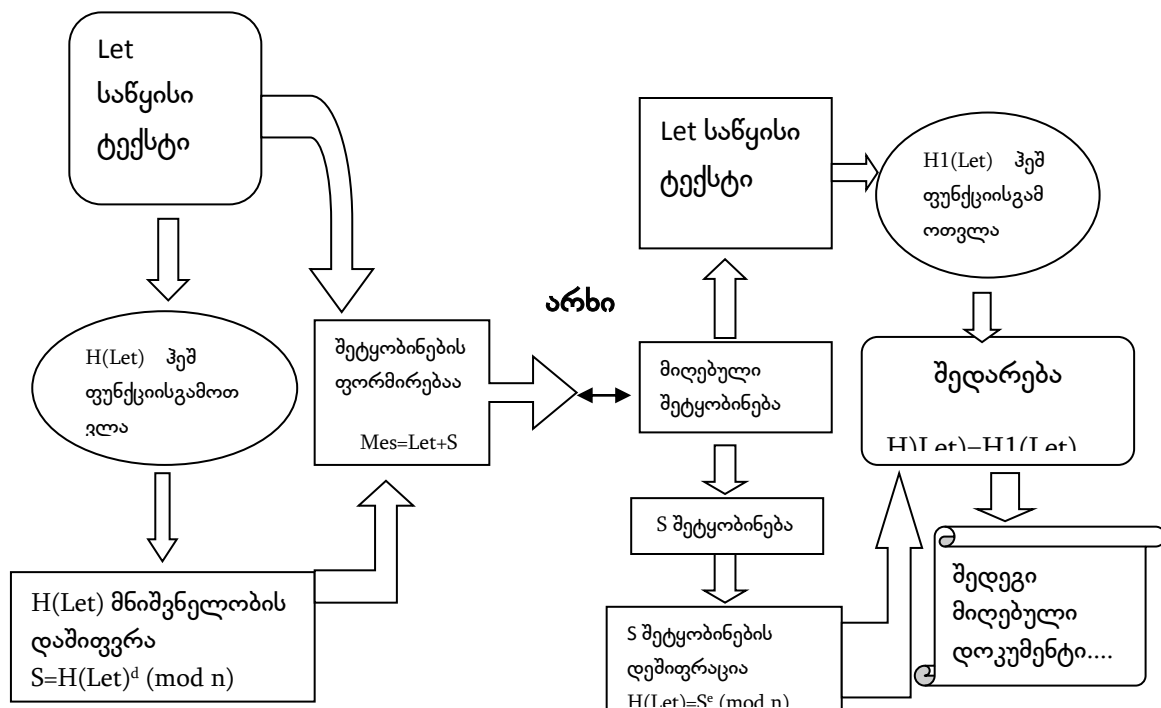 Let
საწყისი
ტექსტი
H(Let) ჰეშ
ფუნქციისგამოთ
ვლა
H(Let) მნიშვნელობის
დაშიფვრა
S=H(Let)ᵈ (mod n)
შეტყობინების
ფორმირებაა
Mes=Let+S
არხი
Let საწყისი
ტექსტი
მიღებული
შეტყობინება
S შეტყობინება
S შეტყობინების
დეშიფრაცია
H(Let)=Sᵉ (mod n)
H1(Let) ჰეშ
ფუნქციისგამ
ოთვლა
შედარება
H)Let)=H1(Let)
შედეგი
მიღებული
დოკუმენტი....